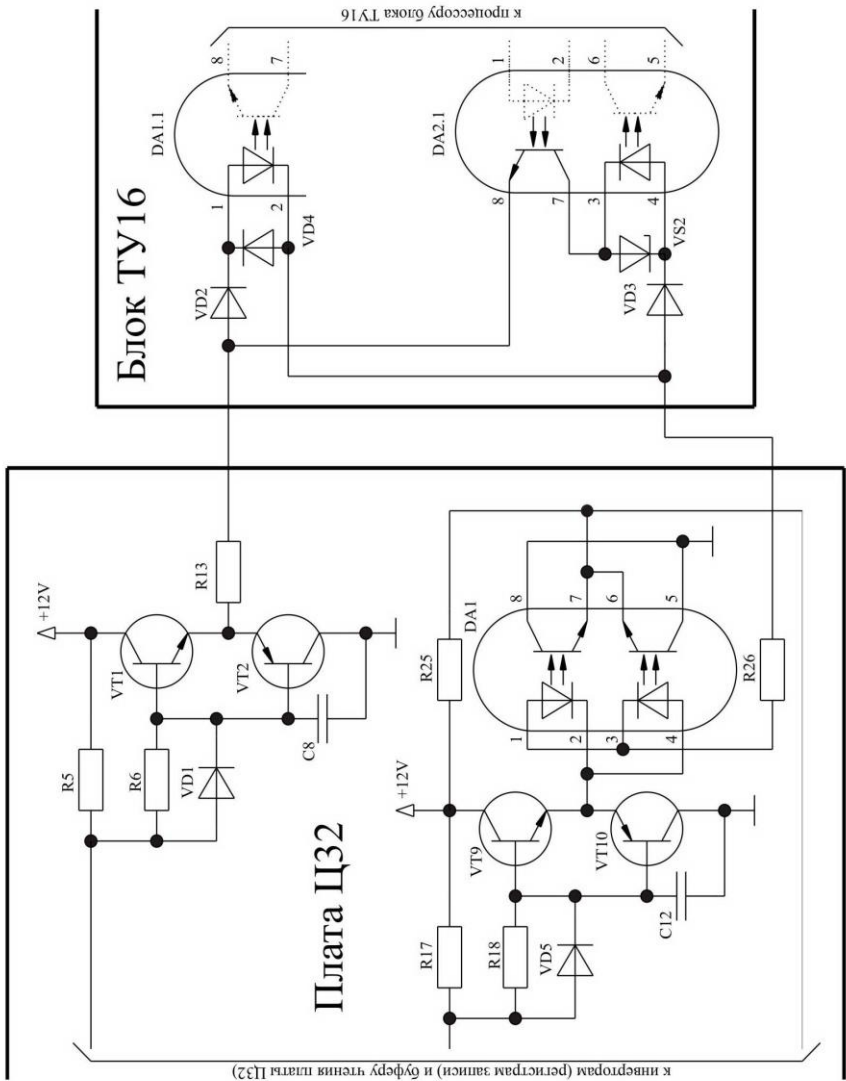 к процессору блока ТУ16
Блок ТУ16
DA1.1
8
7
1
2
VD4
VD2
DA2.1
1
2
6
5
8
7
3
4
VS2
VD3
Плата Ц32
+12V
R5
R6
VD1
VT1
VT2
C8
R13
+12V
R17
R18
VD5
VT9
VT10
C12
R25
DA1
1
2
3
4
8
7
6
5
R26
к инверторам (регистрам записи) и буферу чтения платы Ц32)